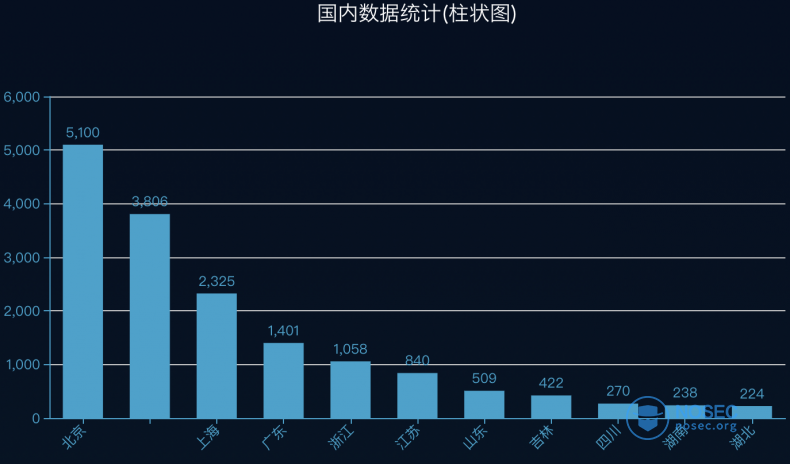 国内数据统计(柱状图)
6,000
5,000
4,000
3,000
2,000
1,000
0
5,100
3,806
2,325
1,401
1,058
840
509
422
270
238
224
北京
上海
广东
浙江
江苏
山东
吉林
四川
湖南
湖北
nosec.org